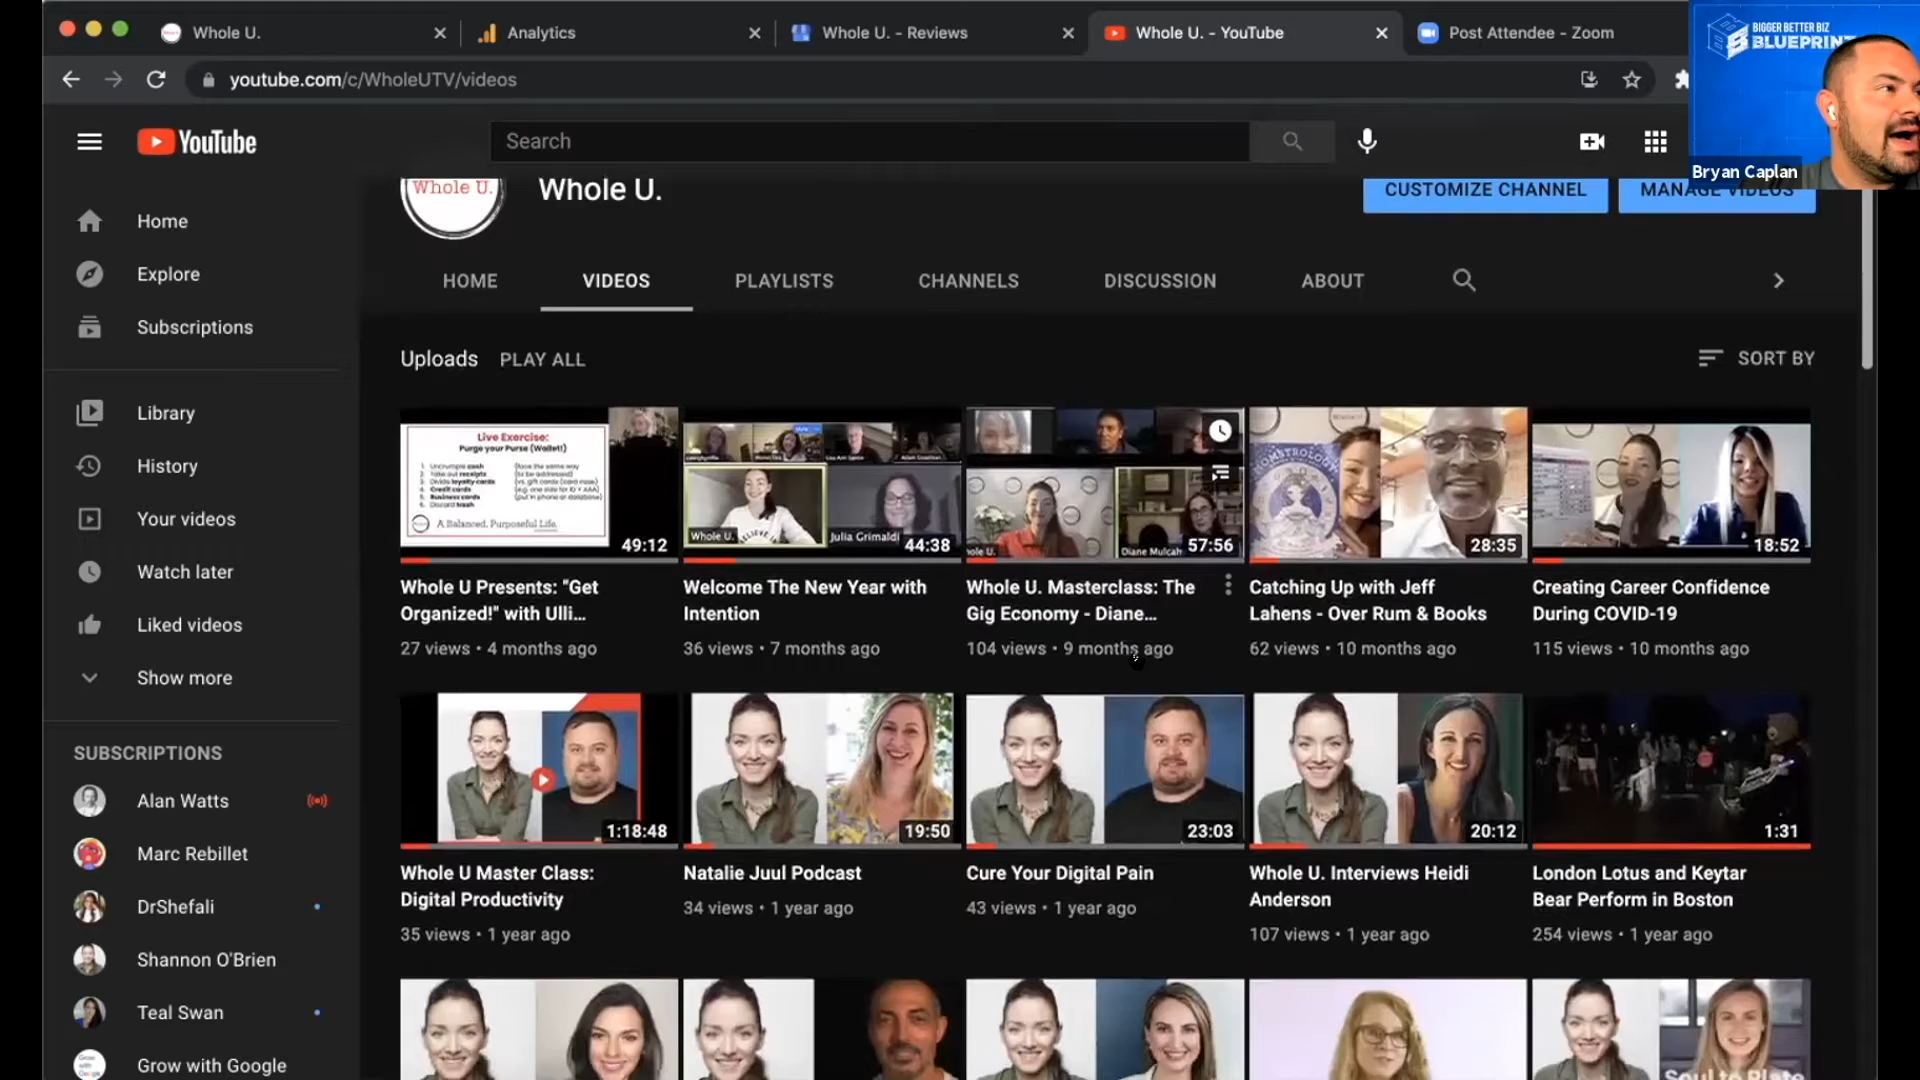 Whole U.
Analytics
Whole U. - Reviews
Whole U. - YouTube
Post Attendee - Zoom
BIGGER BETTER BIZ
BLUEPRINT
youtube.com/c/WholeUTV/videos
YouTube
Search
Bryan Caplan
Whole U.
Whole U.
CUSTOMIZE CHANNEL
MANAGE VIDEOS
HOME
VIDEOS
PLAYLISTS
CHANNELS
DISCUSSION
ABOUT
Home
Explore
Subscriptions
Library
History
Your videos
Watch later
Liked videos
Show more
SUBSCRIPTIONS
Alan Watts
Marc Rebillet
DrShefali
Shannon O'Brien
Teal Swan
Grow with Google
Uploads PLAY ALL
SORT BY
Live Exercise:
Purge your Purse (Wallet!)
A Balanced, Purposeful Life.
49:12
Whole U Presents: "Get
Organized!" with Ulli...
27 views • 4 months ago
Whole U.
Julia Grimaldi
44:38
Welcome The New Year with
Intention
36 views • 7 months ago
Diane Mulcah
57:56
Whole U. Masterclass: The
Gig Economy - Diane...
104 views • 9 months ago
28:35
Catching Up with Jeff
Lahens - Over Rum & Books
62 views • 10 months ago
18:52
Creating Career Confidence
During COVID-19
115 views • 10 months ago
1:18:48
Whole U Master Class:
Digital Productivity
35 views • 1 year ago
19:50
Natalie Juul Podcast
34 views • 1 year ago
23:03
Cure Your Digital Pain
43 views • 1 year ago
20:12
Whole U. Interviews Heidi
Anderson
107 views • 1 year ago
1:31
London Lotus and Keytar
Bear Perform in Boston
254 views • 1 year ago
Soul to Plate